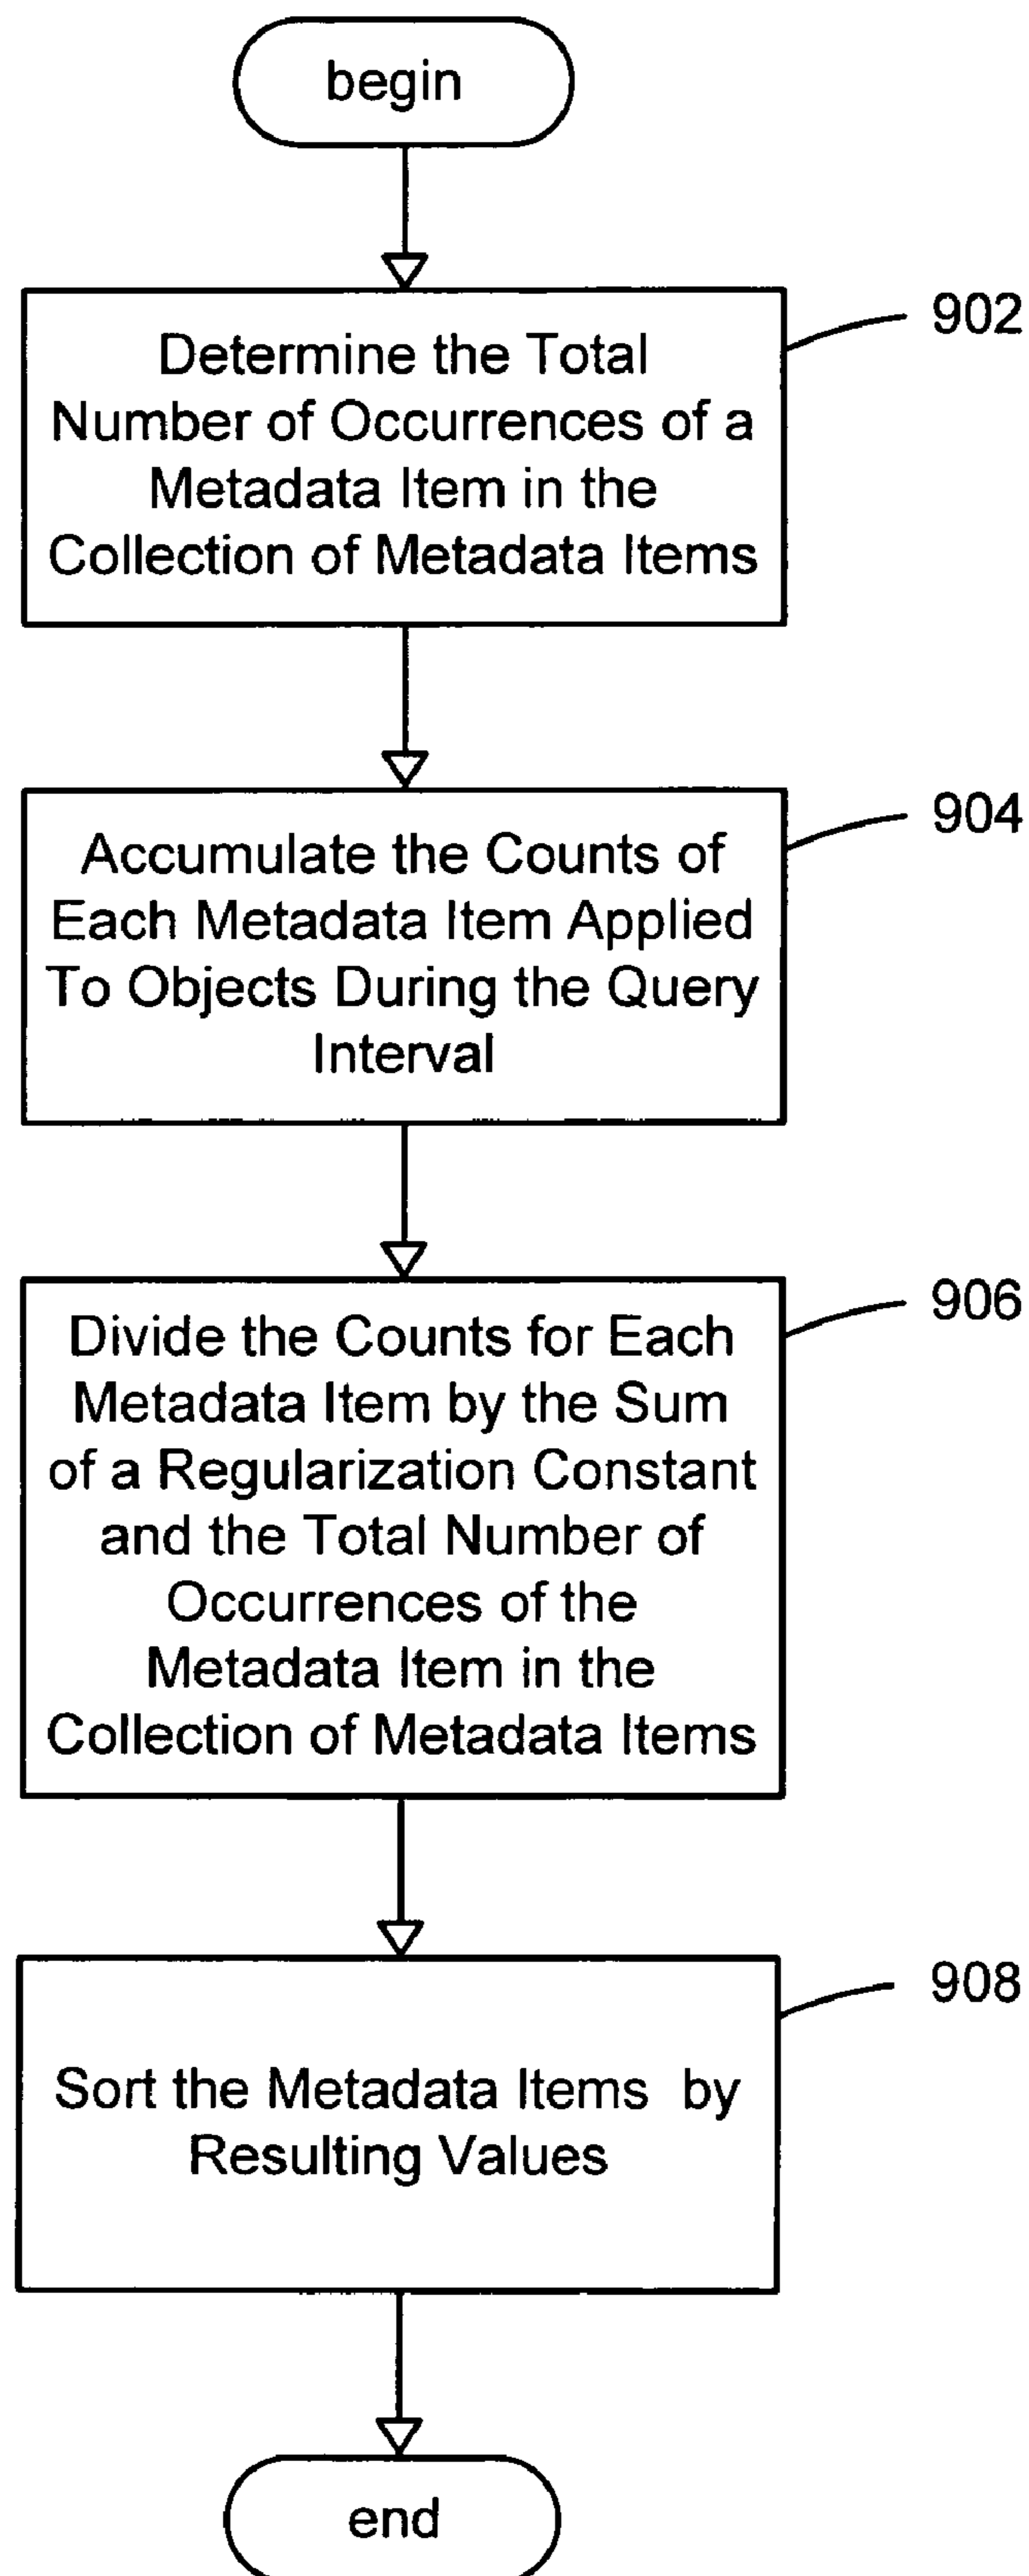 begin
902
Determine the Total
Number of Occurrences of a
Metadata Item in the
Collection of Metadata Items
904
Accumulate the Counts of
Each Metadata Item Applied
To Objects During the Query
Interval
906
Divide the Counts for Each
Metadata Item by the Sum
of a Regularization Constant
and the Total Number of
Occurrences of the
Metadata Item in the
Collection of Metadata Items
908
Sort the Metadata Items by
Resulting Values
end